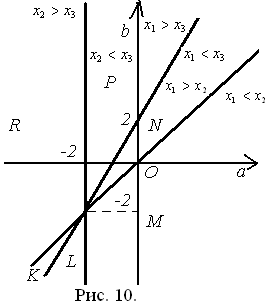 x₂ > x₃
b
x₁ > x₃
x₂ < x₃
x₁ < x₃
P
x₁ > x₂
x₁ < x₂
R
2
N
-2
O
a
-2
M
K
L
Рис. 10.